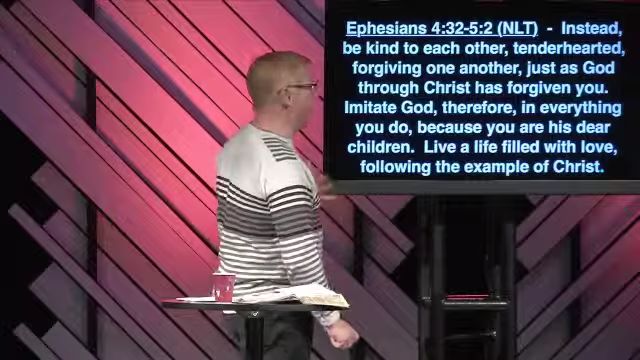 Ephesians 4:32-5:2 (NLT) - Instead,
be kind to each other, tenderhearted,
forgiving one another, just as God
through Christ has forgiven you.
Imitate God, therefore, in everything
you do, because you are his dear
children. Live a life filled with love,
following the example of Christ.